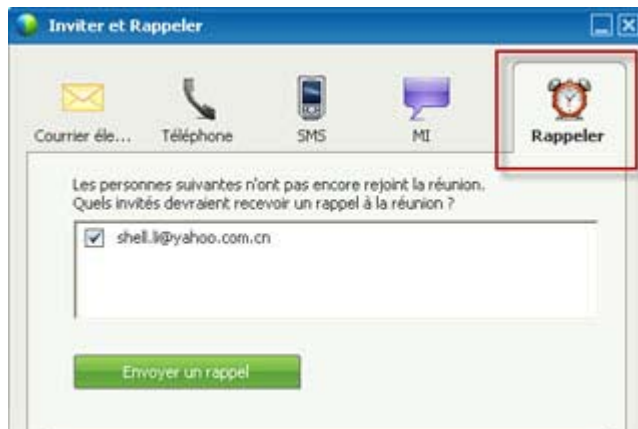 Inviter et Rappeler
Courrier éle...
Téléphone
SMS
MI
Rappeler
Les personnes suivantes n'ont pas encore rejoint la réunion.
Quels invités devraient recevoir un rappel à la réunion ?
shell.li@yahoo.com.cn
Envoyer un rappel